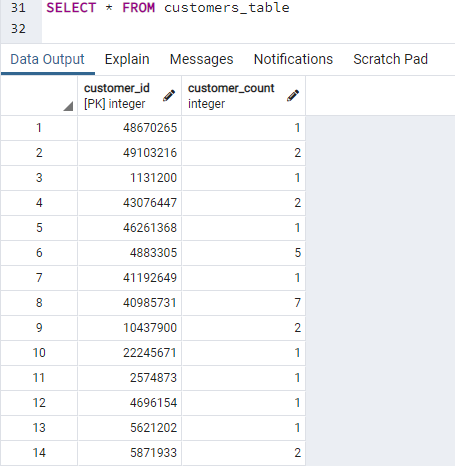 31 SELECT * FROM customers_table
32
Data Output Explain Messages Notifications Scratch Pad
customer_id customer_count
[PK] integer integer
1 48670265 1
2 49103216 2
3 1131200 1
4 43076447 2
5 46261368 1
6 4883305 5
7 41192649 1
8 40985731 7
9 10437900 2
10 22245671 1
11 2574873 1
12 4696154 1
13 5621202 1
14 5871933 2